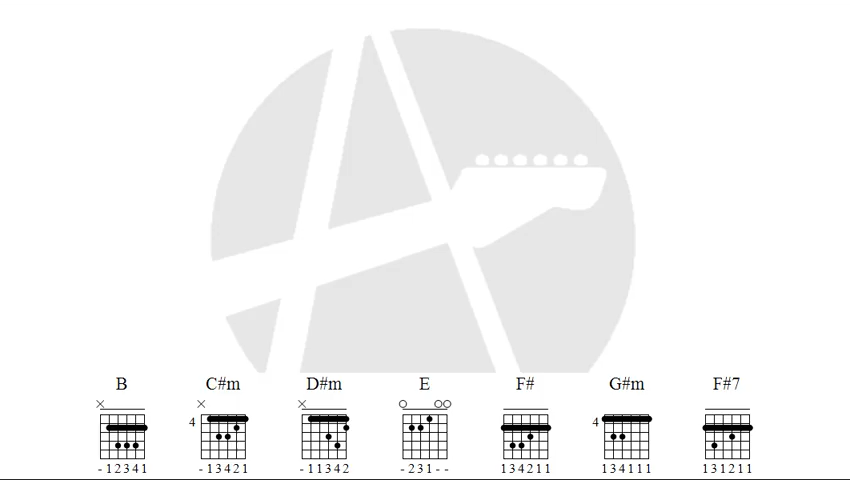 B C#m D#m E F# G#m F#7
× × × O O O
4 4
- 1 2 3 4 1 - 1 3 4 2 1 - 1 1 3 4 2 - 2 3 1 - - 1 3 4 2 1 1 1 3 4 1 1 1 1 3 1 2 1 1